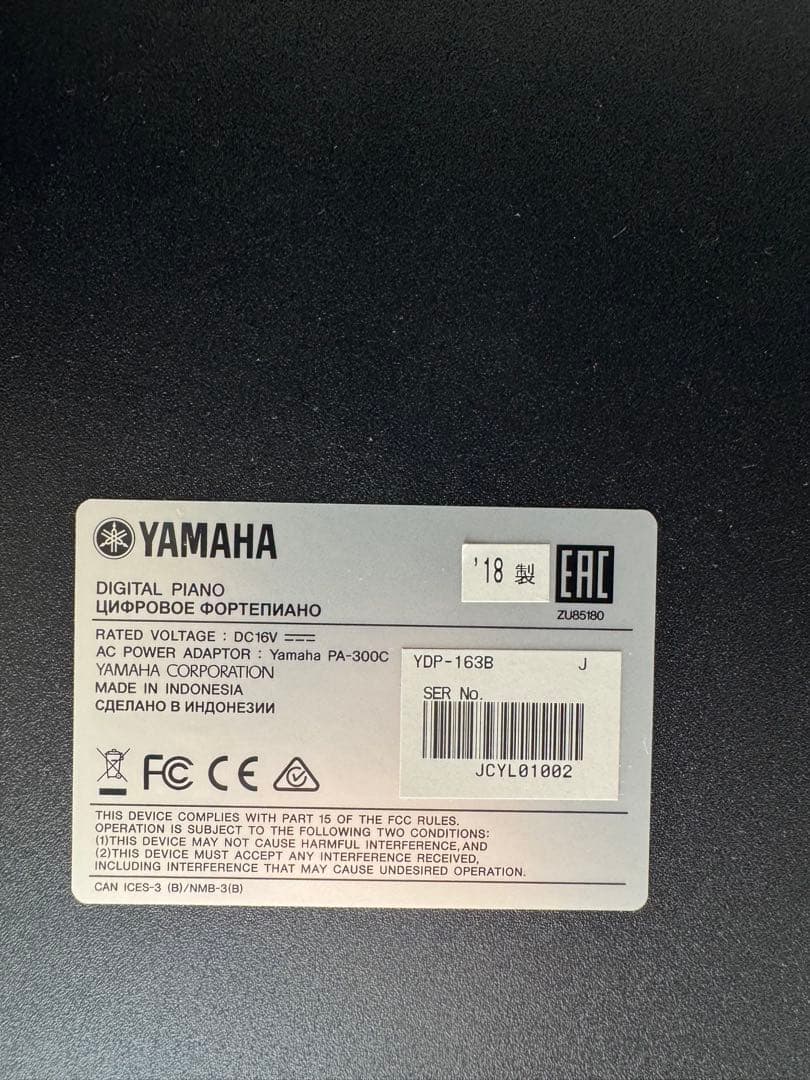 YAMAHA
'18 製
EAC
ZU85180
DIGITAL PIANO
ЦИФРОВОЕ ФОРТЕПИАНО
RATED VOLTAGE : DC16V
AC POWER ADAPTOR : Yamaha PA-300C
YAMAHA CORPORATION
MADE IN INDONESIA
СДЕЛАНО В ИНДОНЕЗИИ
YDP-163B J
SER No.
JCYL01002
FC CE
THIS DEVICE COMPLIES WITH PART 15 OF THE FCC RULES.
OPERATION IS SUBJECT TO THE FOLLOWING TWO CONDITIONS:
(1)THIS DEVICE MAY NOT CAUSE HARMFUL INTERFERENCE,AND
(2)THIS DEVICE MUST ACCEPT ANY INTERFERENCE RECEIVED,
INCLUDING INTERFERENCE THAT MAY CAUSE UNDESIRED OPERATION.
CAN ICES-3 (B)/NMB-3(B)